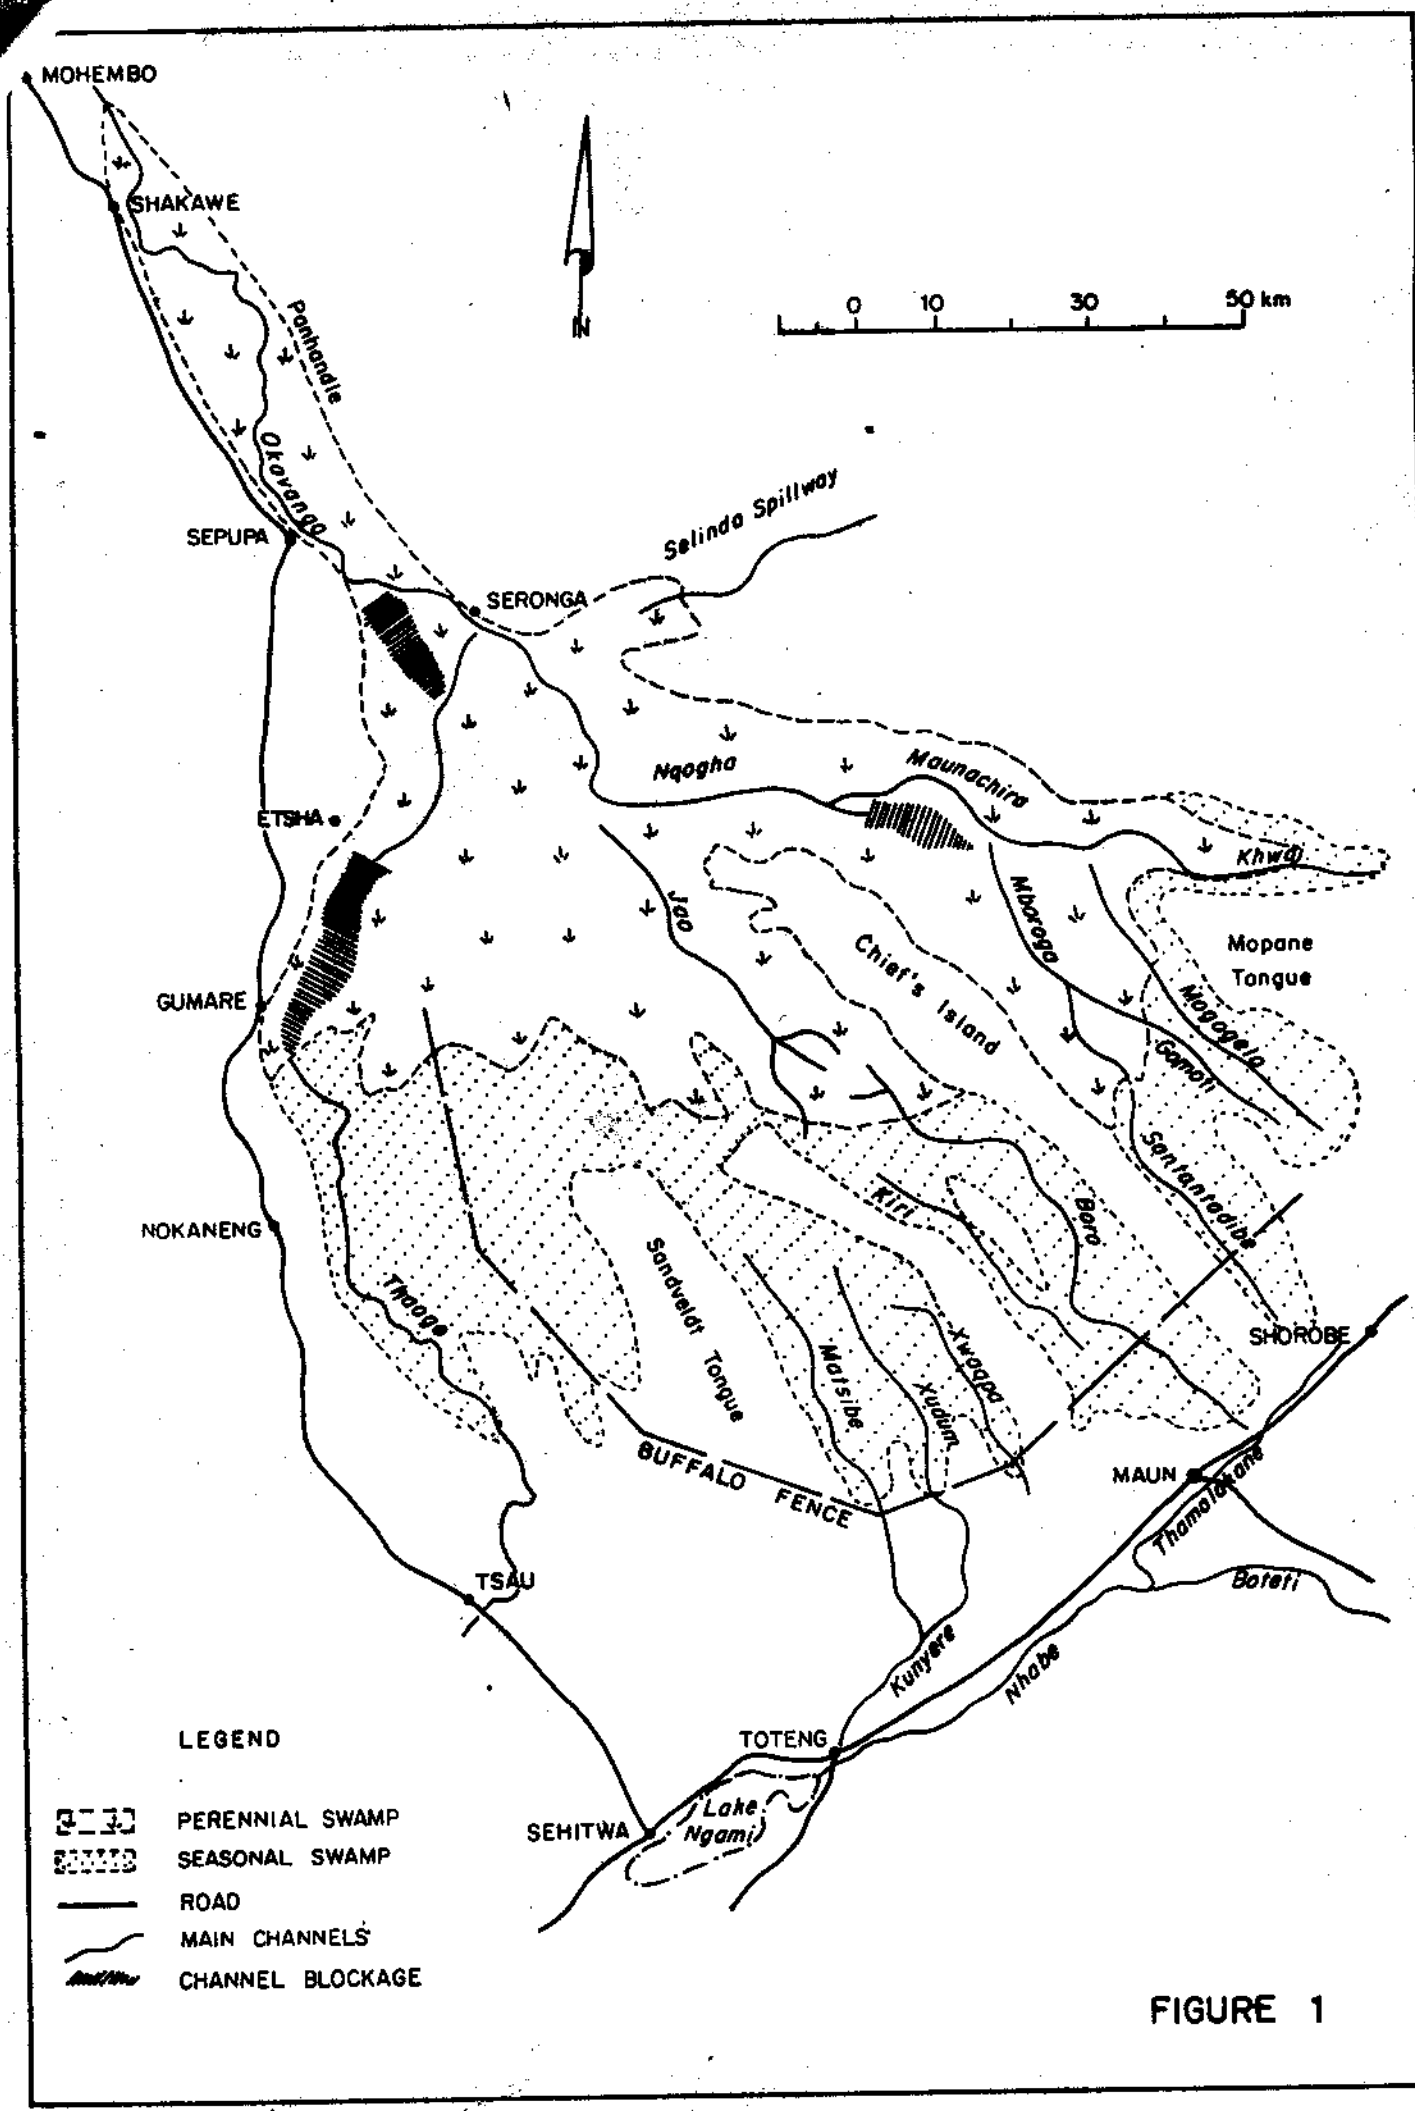 MOHEMBO
SHAKAWE
Panhandle
N
0 10 30 50 km
Okavango
SEPUPA
Selinda Spillway
SERONGA
Nqogha
Maunachira
ETSHA
Khwai
Jao
Mboroga
Chief's Island
Mopane
Tongue
GUMARE
Mogogelo
Gomoti
Santantadibe
NOKANENG
Kiri
Boro
Thaoge
Sandveldt Tongue
Matsibe
Xudum
Xwaapa
SHOROBE
BUFFALO FENCE
MAUN
Thamalakane
TSAU
Boteti
Kunyere
Nhabe
TOTENG
Lake
Ngami
SEHITWA
LEGEND
PERENNIAL SWAMP
SEASONAL SWAMP
ROAD
MAIN CHANNELS
CHANNEL BLOCKAGE
FIGURE 1